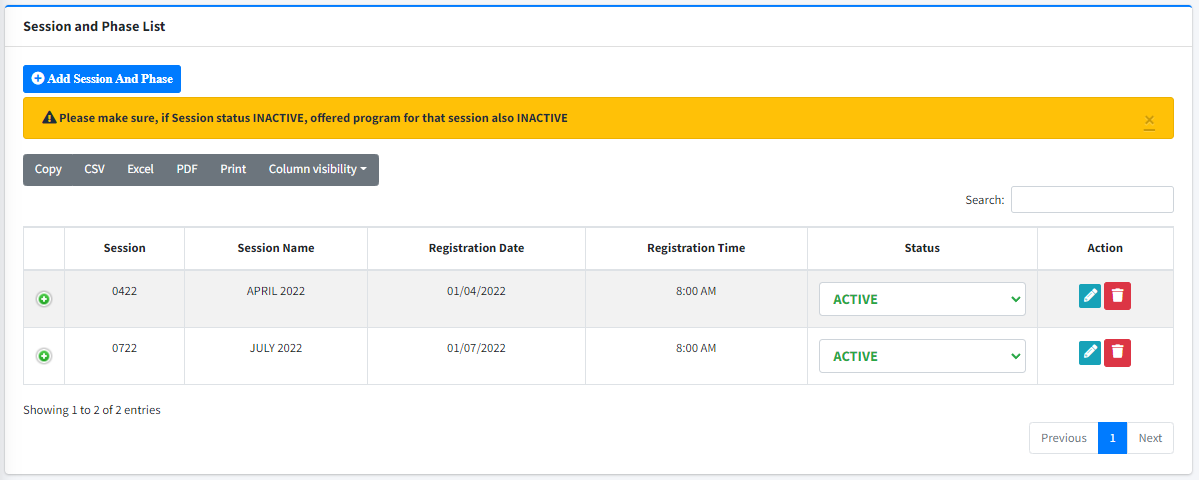 Session and Phase List
Add Session And Phase
Please make sure, if Session status INACTIVE, offered program for that session also INACTIVE
×
Copy CSV Excel PDF Print Column visibility
Search:
Session Session Name Registration Date Registration Time Status Action
0422 APRIL 2022 01/04/2022 8:00 AM ACTIVE
0722 JULY 2022 01/07/2022 8:00 AM ACTIVE
Showing 1 to 2 of 2 entries
Previous 1 Next